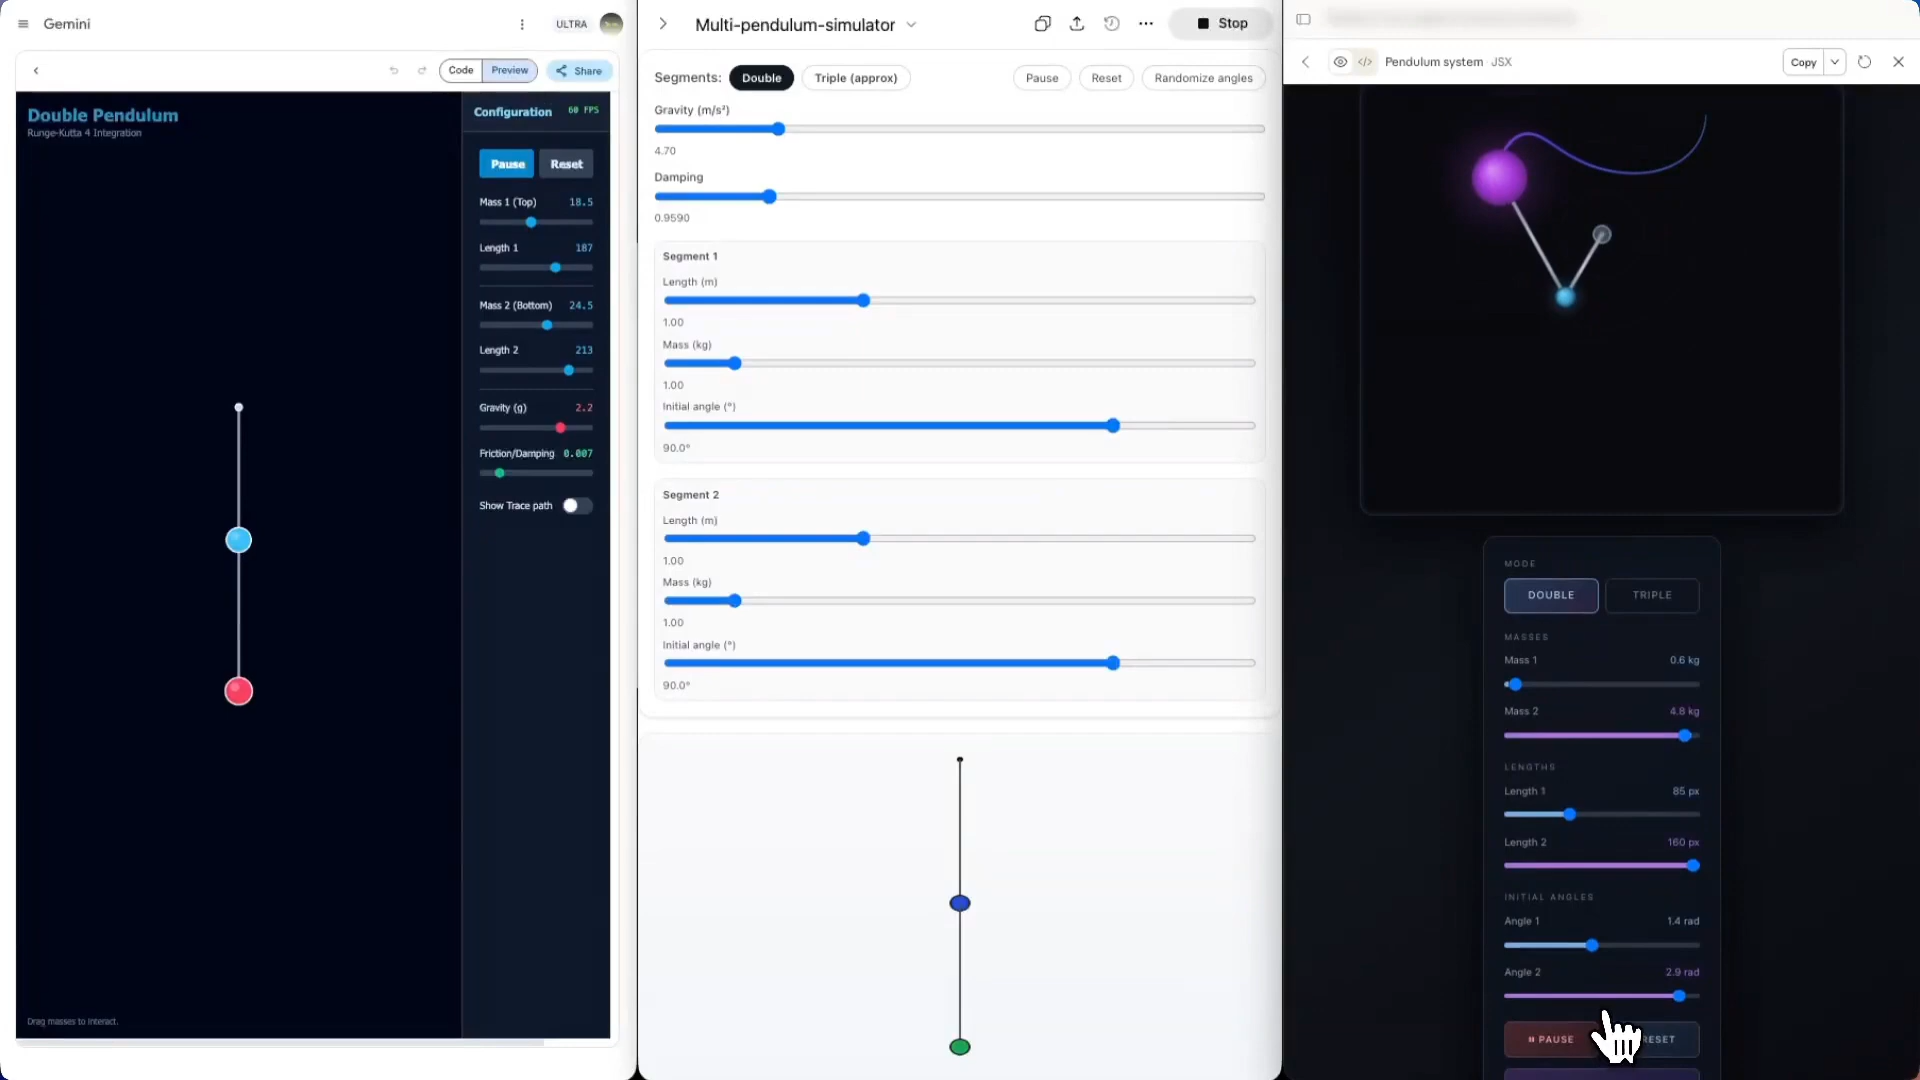 Gemini
ULTRA
Code
Preview
Share
Double Pendulum
Runge-Kutta 4 Integration
Configuration
60 FPS
Pause
Reset
Mass 1 (Top) 18.5
Length 1 187
Mass 2 (Bottom) 24.5
Length 2 213
Gravity (g) 2.2
Friction/Damping 0.007
Show Trace path
Drag masses to interact.
Multi-pendulum-simulator
Stop
Segments:
Double
Triple (approx)
Pause
Reset
Randomize angles
Gravity (m/s²)
4.70
Damping
0.9590
Segment 1
Length (m)
1.00
Mass (kg)
1.00
Initial angle (°)
90.0°
Segment 2
Length (m)
1.00
Mass (kg)
1.00
Initial angle (°)
90.0°
Pendulum system · JSX
Copy
MODE
DOUBLE
TRIPLE
MASSES
Mass 1 0.6 kg
Mass 2 4.8 kg
LENGTHS
Length 1 85 px
Length 2 160 px
INITIAL ANGLES
Angle 1 1.4 rad
Angle 2 2.9 rad
PAUSE